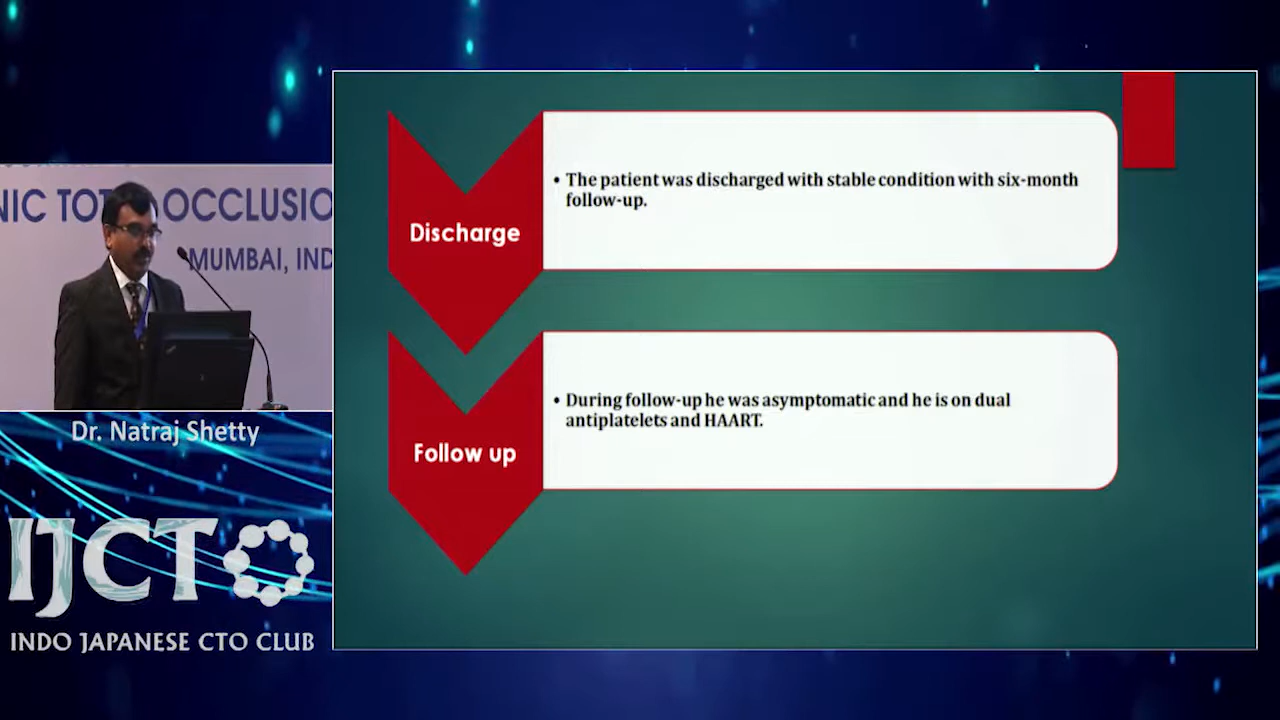 NIC TOT OCCLUSIO
MUMBAI, IND
Dr. Natraj Shetty
IJCTO
INDO JAPANESE CTO CLUB
Discharge
• The patient was discharged with stable condition with six-month
follow-up.
Follow up
• During follow-up he was asymptomatic and he is on dual
antiplatelets and HAART.